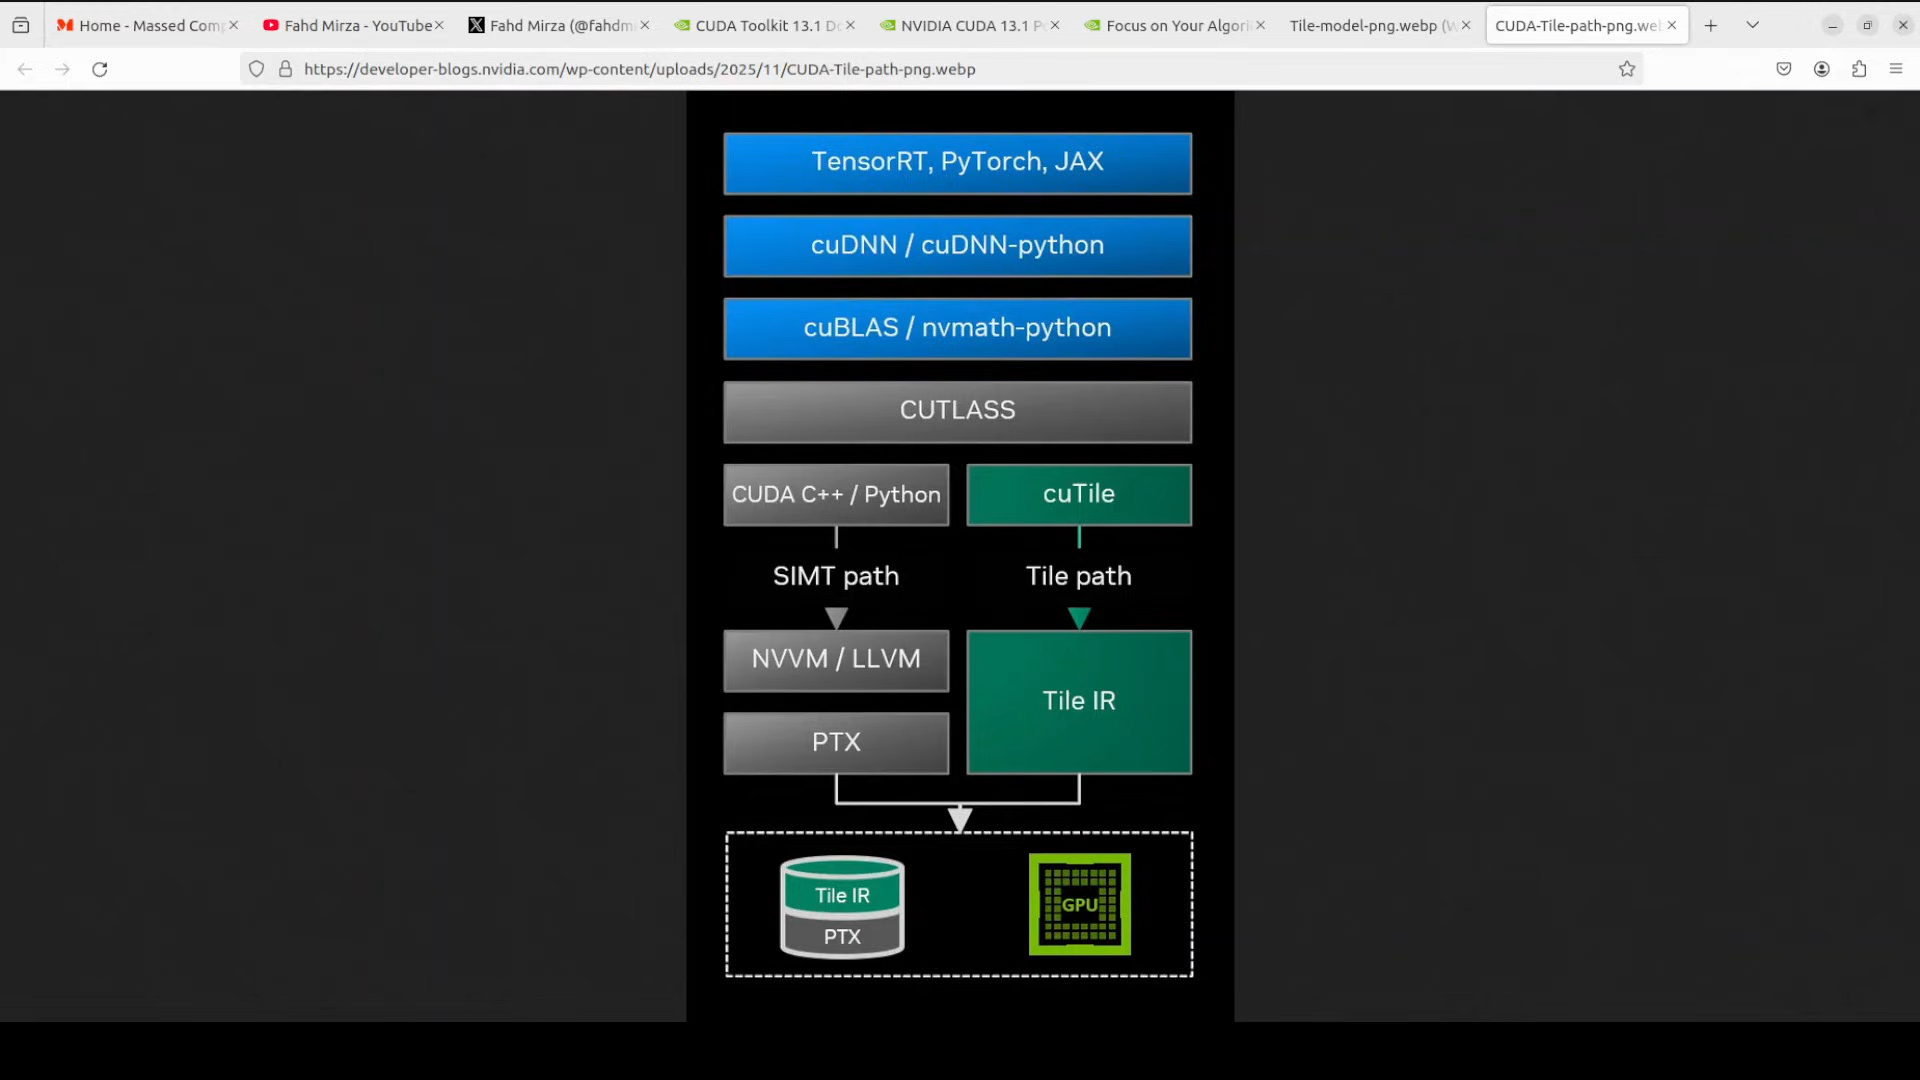 Home - Massed Comp
Fahd Mirza - YouTube
Fahd Mirza (@fahdm
CUDA Toolkit 13.1 Do
NVIDIA CUDA 13.1 Po
Focus on Your Algori
Tile-model-png.webp (W
CUDA-Tile-path-png.we
https://developer-blogs.nvidia.com/wp-content/uploads/2025/11/CUDA-Tile-path-png.webp
TensorRT, PyTorch, JAX
cuDNN / cuDNN-python
cuBLAS / nvmath-python
CUTLASS
CUDA C++ / Python
cuTile
SIMT path
Tile path
NVVM / LLVM
Tile IR
PTX
Tile IR
GPU
PTX